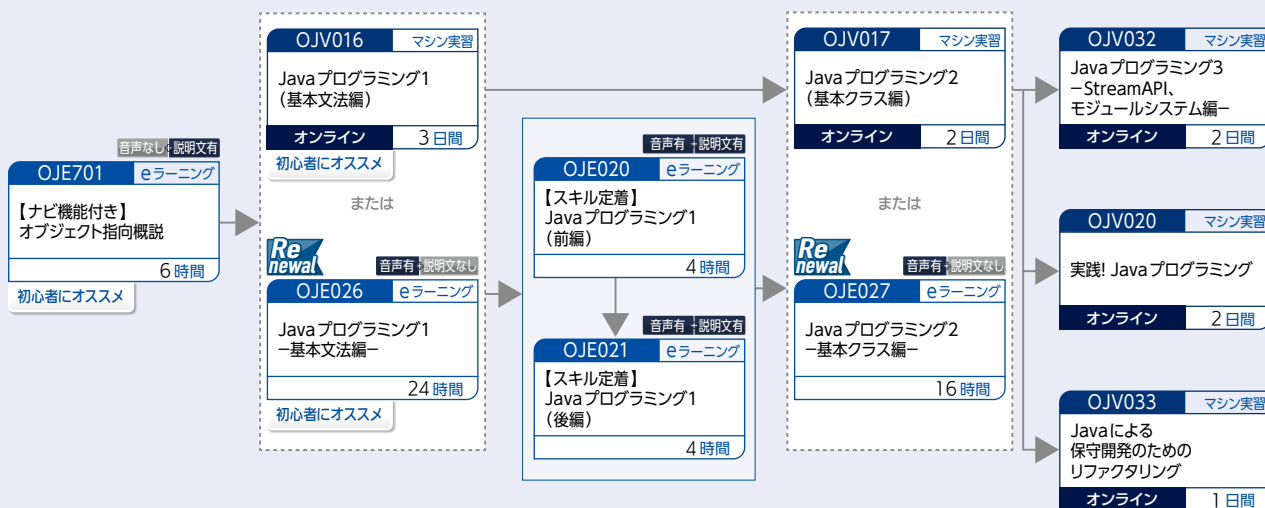 音声なし+説明文有
OJE701 eラーニング
【ナビ機能付き】
オブジェクト指向概説
6時間
初心者にオススメ
OJV016 マシン実習
Javaプログラミング1
(基本文法編)
オンライン 3日間
初心者にオススメ
または
Re
newal
音声有+説明文なし
OJE026 eラーニング
Javaプログラミング1
−基本文法編−
24時間
初心者にオススメ
音声有+説明文有
OJE020 eラーニング
【スキル定着】
Javaプログラミング1
(前編)
4時間
音声有+説明文有
OJE021 eラーニング
【スキル定着】
Javaプログラミング1
(後編)
4時間
OJV017 マシン実習
Javaプログラミング2
(基本クラス編)
オンライン 2日間
または
Re
newal
音声有+説明文なし
OJE027 eラーニング
Javaプログラミング2
−基本クラス編−
16時間
OJV032 マシン実習
Javaプログラミング3
−StreamAPI、
モジュールシステム編−
オンライン 2日間
OJV020 マシン実習
実践! Javaプログラミング
オンライン 2日間
OJV033 マシン実習
Javaによる
保守開発のための
リファクタリング
オンライン 1日間